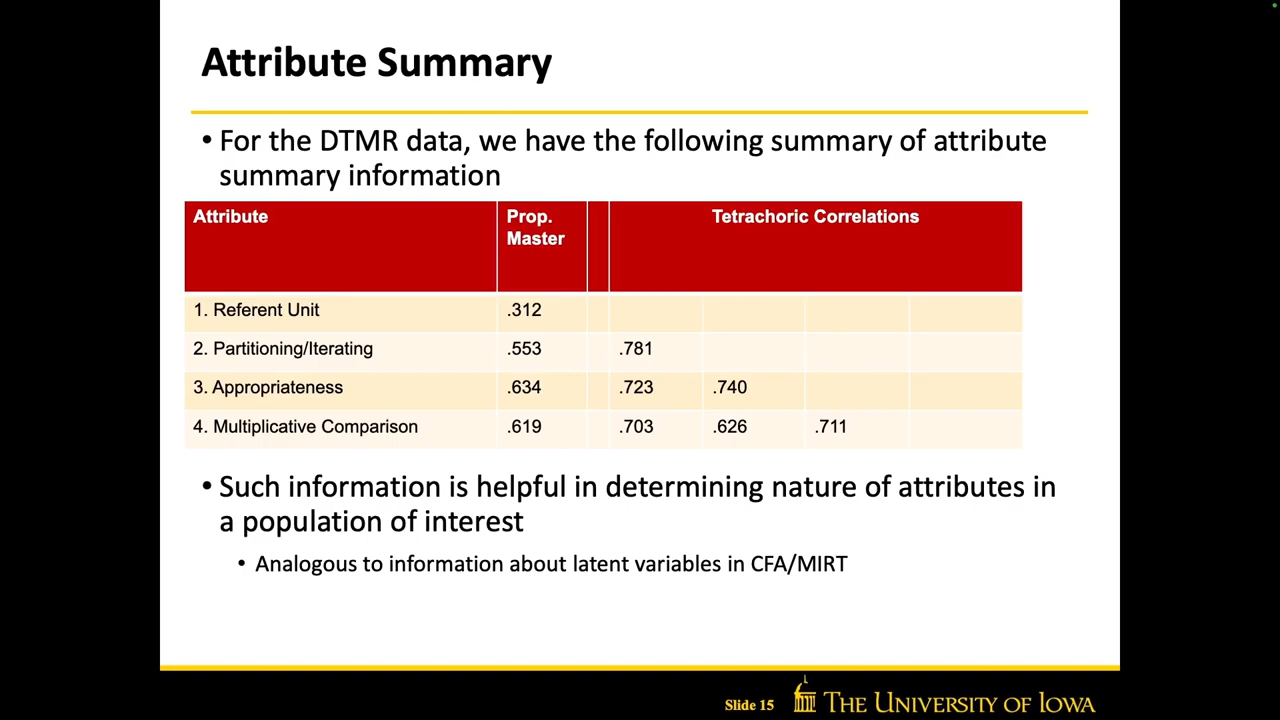 Attribute Summary
• For the DTMR data, we have the following summary of attribute
summary information
Attribute Prop. Master Tetrachoric Correlations
1. Referent Unit .312
2. Partitioning/Iterating .553 .781
3. Appropriateness .634 .723 .740
4. Multiplicative Comparison .619 .703 .626 .711
• Such information is helpful in determining nature of attributes in
a population of interest
• Analogous to information about latent variables in CFA/MIRT
Slide 15 THE UNIVERSITY OF IOWA